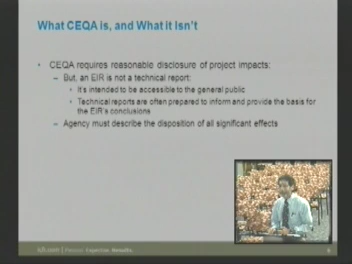 What CEQA is, and What it Isn't
• CEQA requires reasonable disclosure of project impacts:
– But, an EIR is not a technical report:
• It's intended to be accessible to the general public
• Technical reports are often prepared to inform and provide the basis for
the EIR's conclusions
– Agency must describe the disposition of all significant effects
Expertise Results